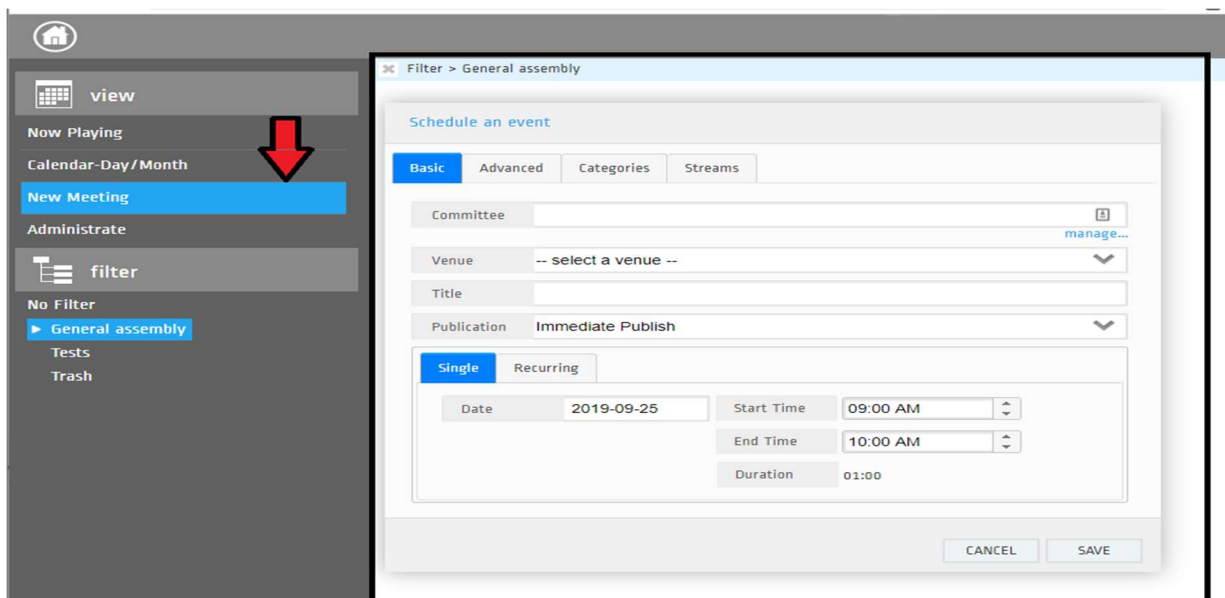 view
Now Playing
Calendar-Day/Month
New Meeting
Administrate
filter
No Filter
General assembly
Tests
Trash
Filter > General assembly
Schedule an event
Basic Advanced Categories Streams
Committee
manage...
Venue -- select a venue --
Title
Publication Immediate Publish
Single Recurring
Date 2019-09-25 Start Time 09:00 AM
End Time 10:00 AM
Duration 01:00
CANCEL SAVE